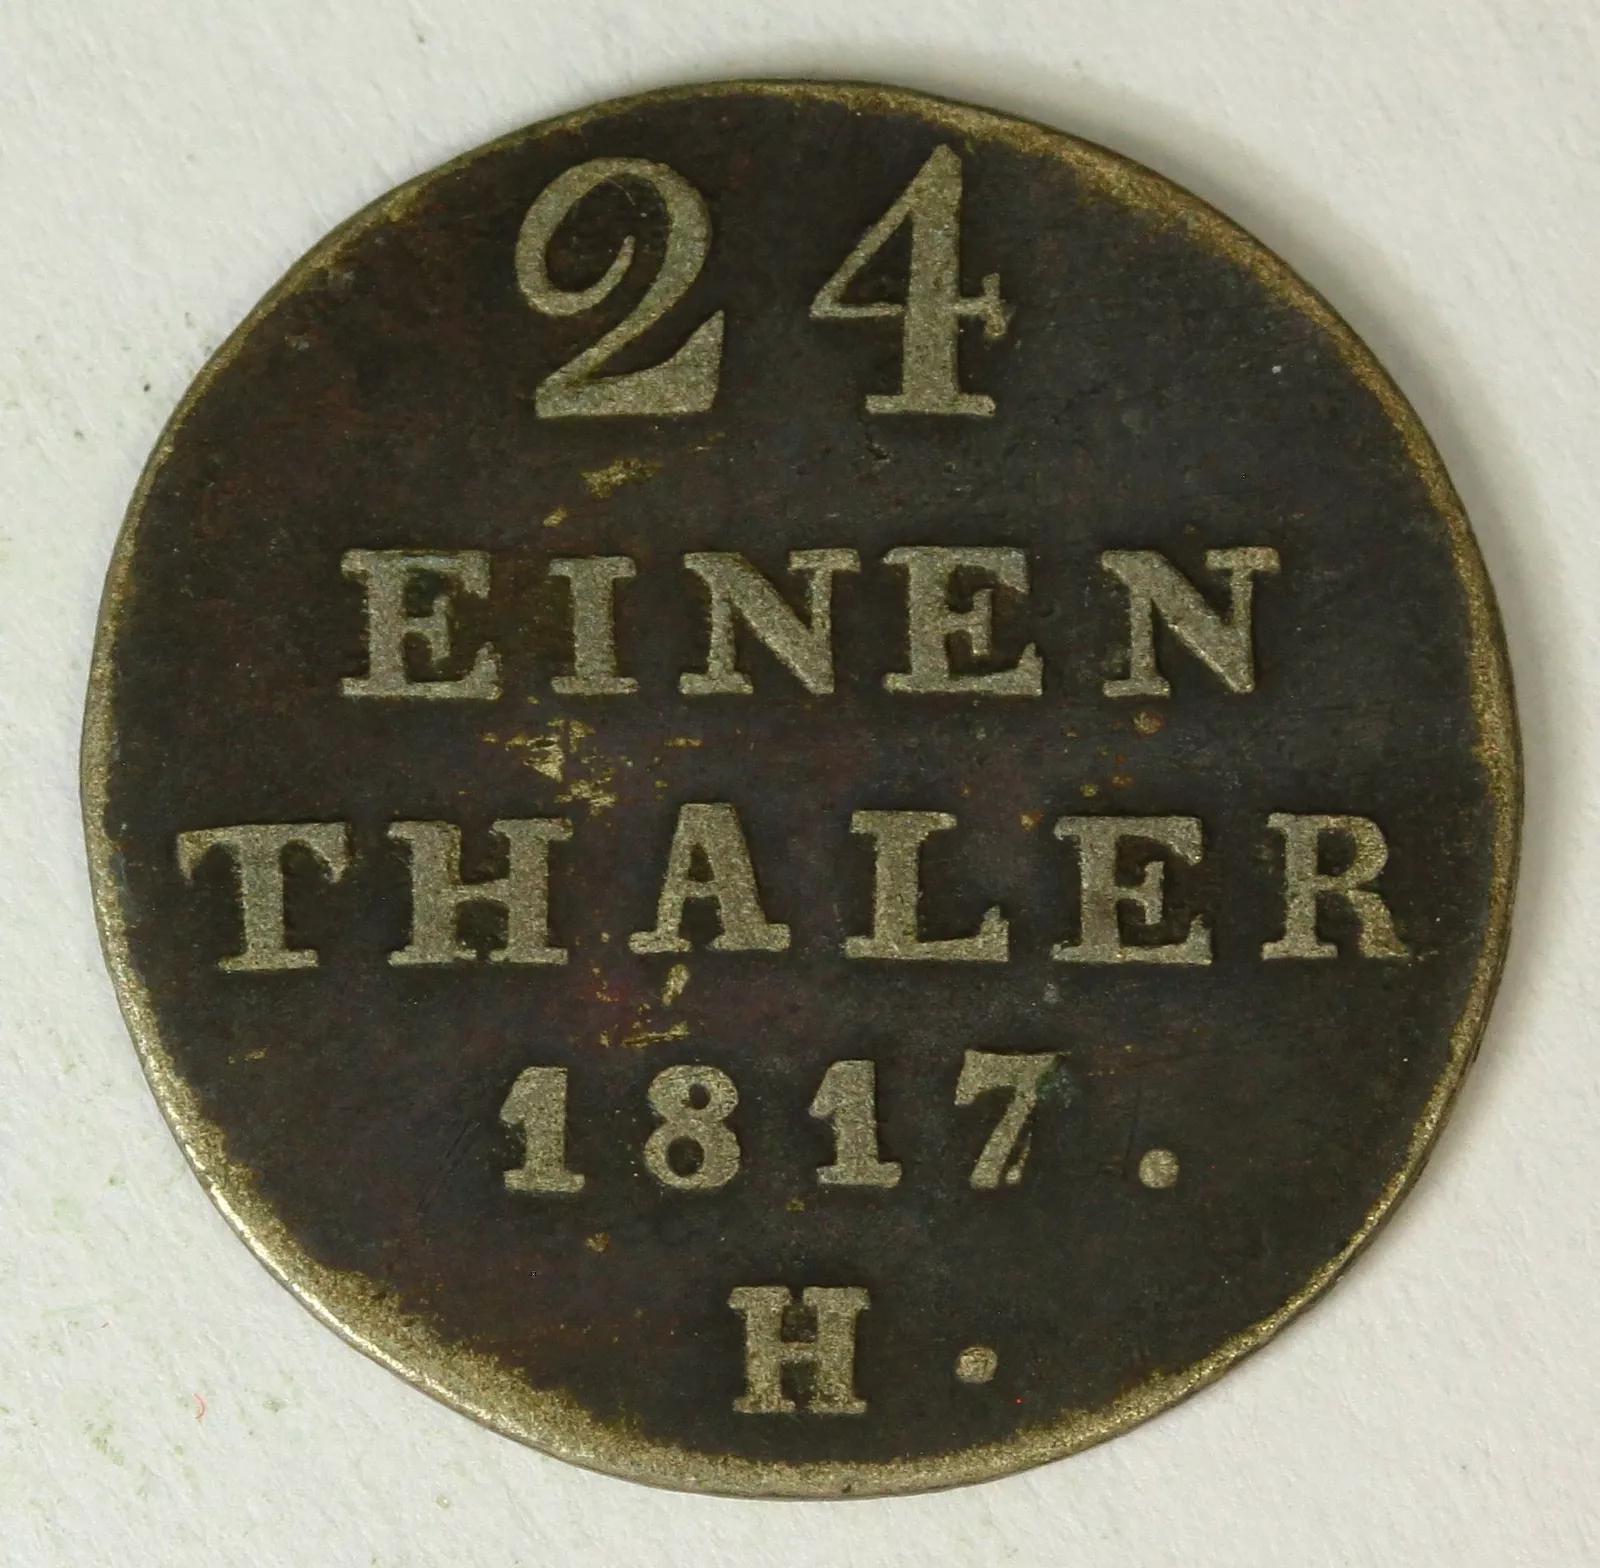 24
EINEN
THALER
1817.
H.